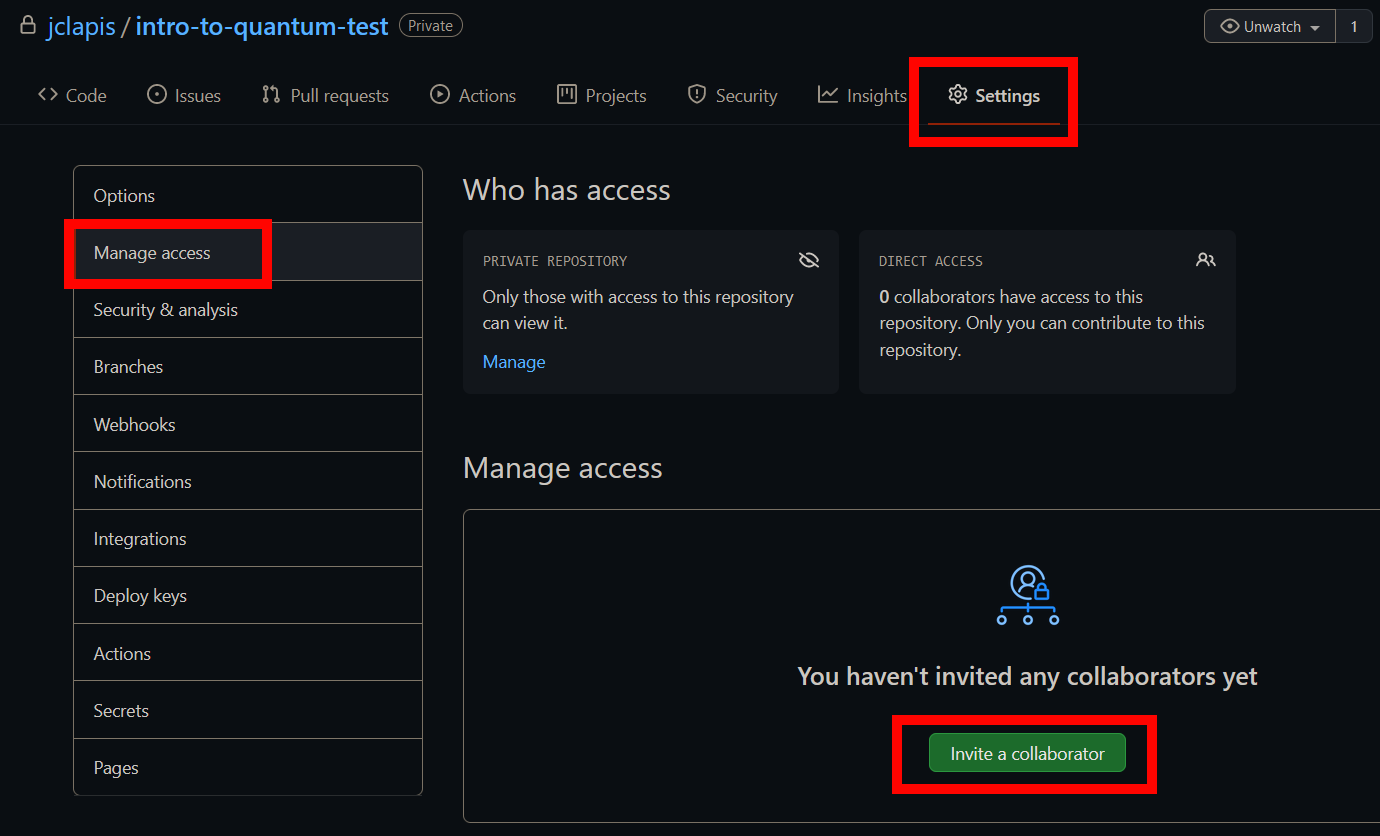 jclapis / intro-to-quantum-test Private
Unwatch 1
Code Issues Pull requests Actions Projects Security Insights Settings
Options
Manage access
Security & analysis
Branches
Webhooks
Notifications
Integrations
Deploy keys
Actions
Secrets
Pages
Who has access
PRIVATE REPOSITORY
Only those with access to this repository
can view it.
Manage
DIRECT ACCESS
0 collaborators have access to this
repository. Only you can contribute to this
repository.
Manage access
You haven't invited any collaborators yet
Invite a collaborator